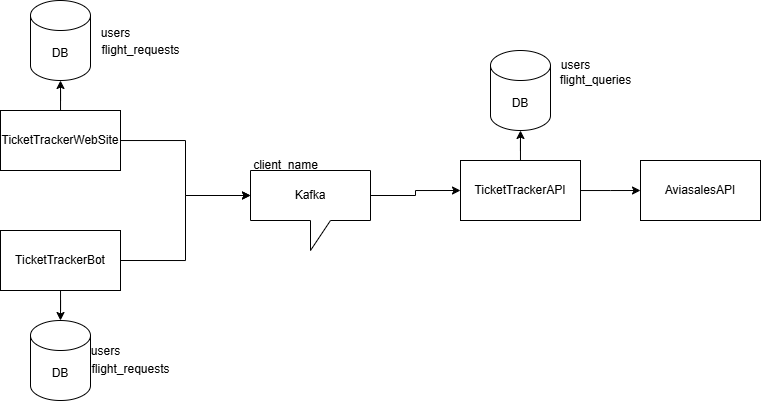 users
flight_requests
DB
TicketTrackerWebSite
client_name
Kafka
users
flight_queries
DB
TicketTrackerAPI
AviasalesAPI
TicketTrackerBot
users
flight_requests
DB